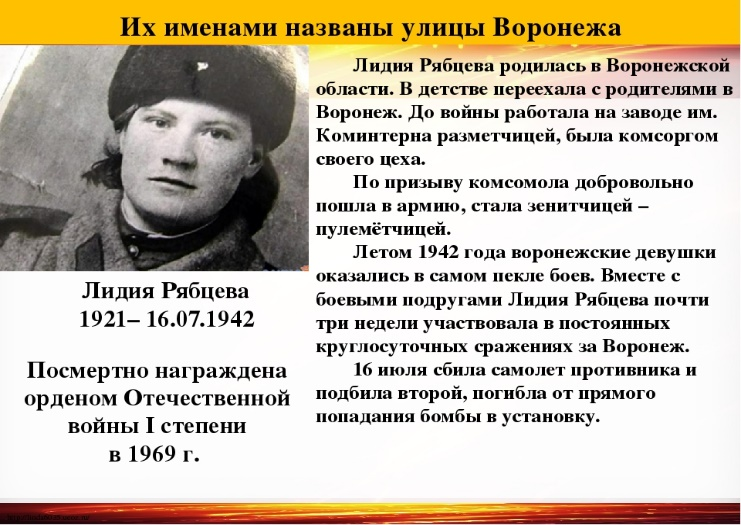 Их именами названы улицы Воронежа
Лидия Рябцева родилась в Воронежской
области. В детстве переехала с родителями в
Воронеж. До войны работала на заводе им.
Коминтерна разметчицей, была комсоргом
своего цеха.
По призыву комсомола добровольно
пошла в армию, стала зенитчицей –
пулемётчицей.
Летом 1942 года воронежские девушки
оказались в самом пекле боев. Вместе с
боевыми подругами Лидия Рябцева почти
три недели участвовала в постоянных
круглосуточных сражениях за Воронеж.
16 июля сбила самолет противника и
подбила второй, погибла от прямого
попадания бомбы в установку.
Лидия Рябцева
1921– 16.07.1942
Посмертно награждена
орденом Отечественной
войны I степени
в 1969 г.